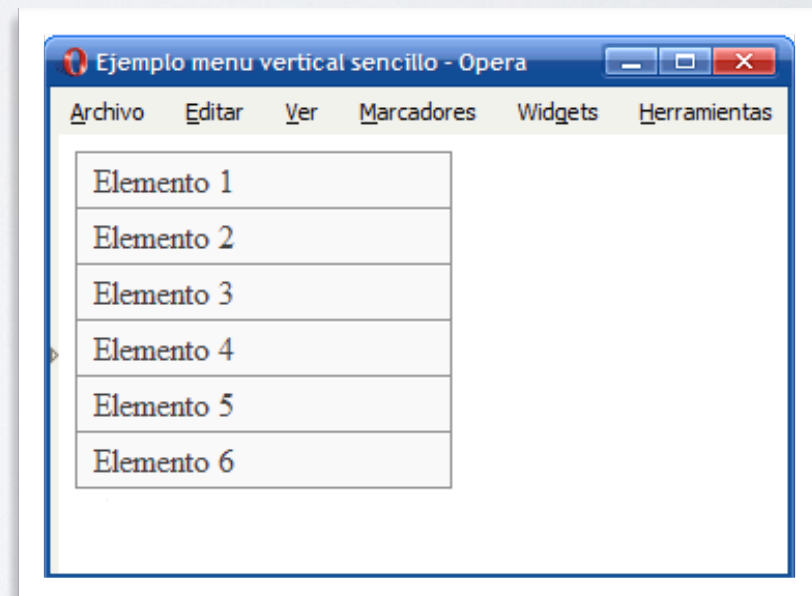 Ejemplo menu vertical sencillo - Opera
Archivo Editar Ver Marcadores Widgets Herramientas
Elemento 1
Elemento 2
Elemento 3
Elemento 4
Elemento 5
Elemento 6